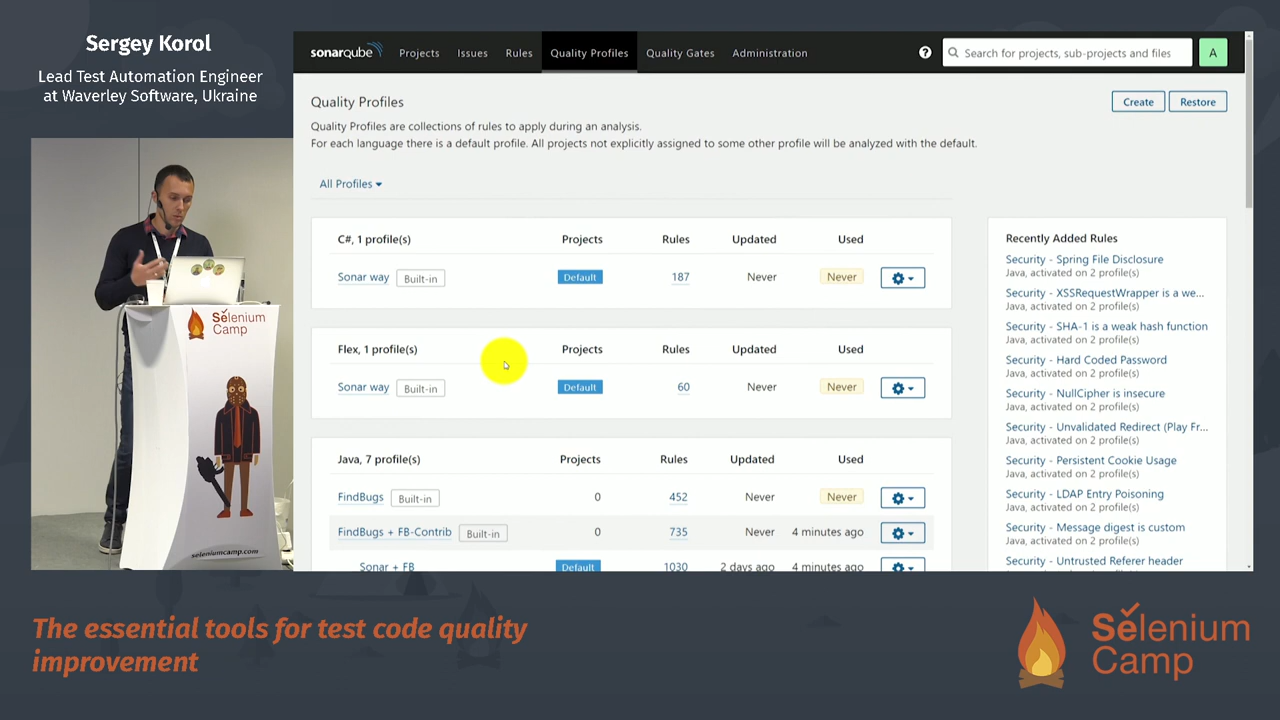 Sergey Korol
Lead Test Automation Engineer
at Waverley Software, Ukraine
Selenium
Camp
seleniumcamp.com
sonarqube
Projects Issues Rules Quality Profiles Quality Gates Administration
? Search for projects, sub-projects and files A
Quality Profiles
Create Restore
Quality Profiles are collections of rules to apply during an analysis.
For each language there is a default profile. All projects not explicitly assigned to some other profile will be analyzed with the default.
All Profiles
C#, 1 profile(s) Projects Rules Updated Used
Sonar way Built-in Default 187 Never Never
Flex, 1 profile(s) Projects Rules Updated Used
Sonar way Built-in Default 60 Never Never
Java, 7 profile(s) Projects Rules Updated Used
FindBugs Built-in 0 452 Never Never
FindBugs + FB-Contrib Built-in 0 735 Never 4 minutes ago
Sonar + FB Default 1030 2 days ago 4 minutes ago
Recently Added Rules
Security - Spring File Disclosure
Java, activated on 2 profile(s)
Security - XSSRequestWrapper is a we...
Java, activated on 2 profile(s)
Security - SHA-1 is a weak hash function
Java, activated on 2 profile(s)
Security - Hard Coded Password
Java, activated on 2 profile(s)
Security - NullCipher is insecure
Java, activated on 2 profile(s)
Security - Unvalidated Redirect (Play Fr...
Java, activated on 2 profile(s)
Security - Persistent Cookie Usage
Java, activated on 2 profile(s)
Security - LDAP Entry Poisoning
Java, activated on 2 profile(s)
Security - Message digest is custom
Java, activated on 2 profile(s)
Security - Untrusted Referer header
The essential tools for test code quality
improvement
Selenium
Camp